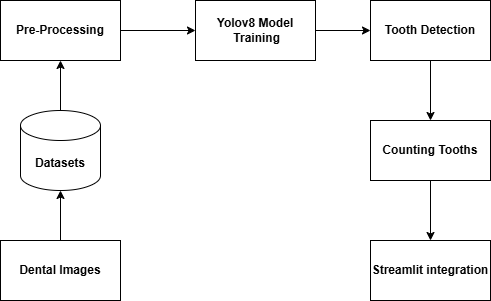 Pre-Processing
Yolov8 Model
Training
Tooth Detection
Datasets
Counting Tooths
Dental Images
Streamlit integration